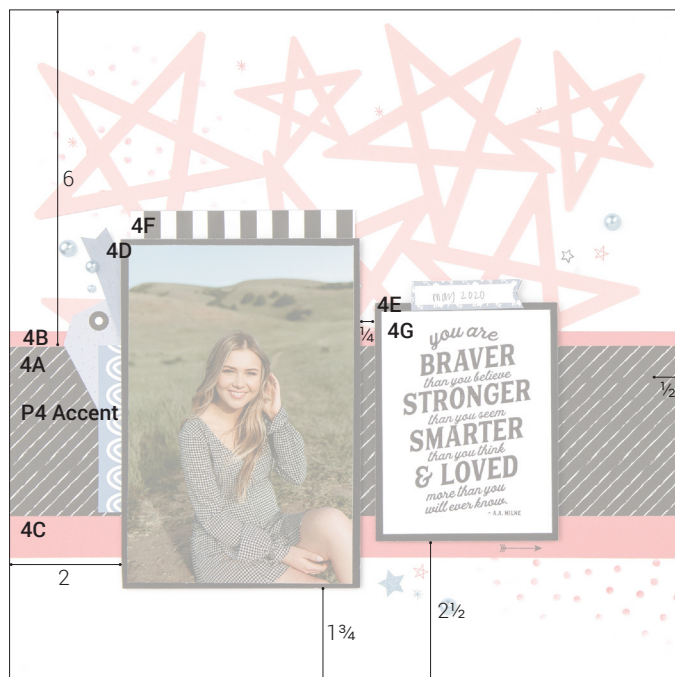 6
4F
4D
may 2020
4E
¼
4G
4B
4A
½
P4 Accent
you are
BRAVER
than you believe
STRONGER
than you seem
SMARTER
than you think
& LOVED
more than you
will ever know.
- A.A. MILNE
4C
2
1¾
2½